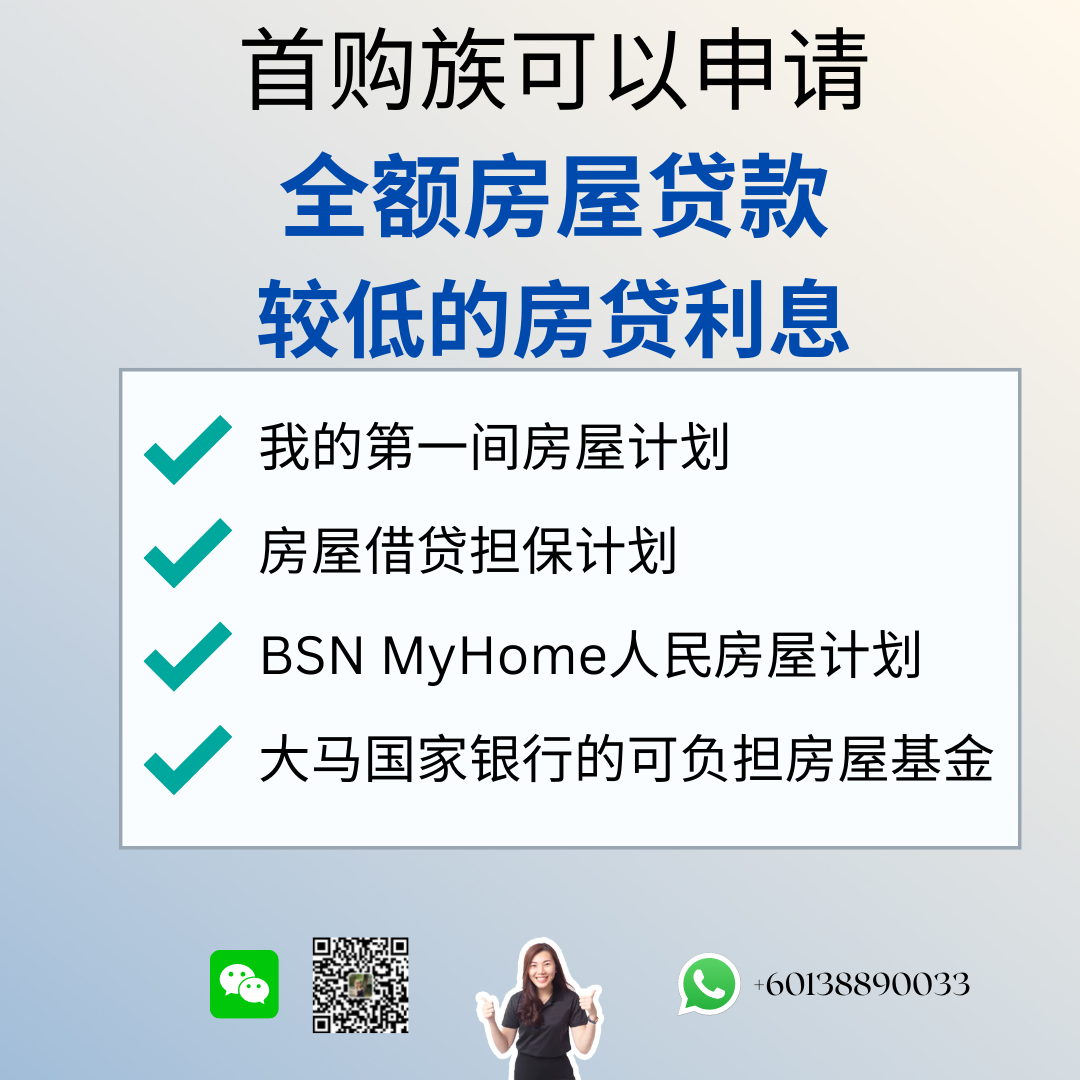 首购族可以申请
全额房屋贷款
较低的房贷利息
我的第一间房屋计划
房屋借贷担保计划
BSN MyHome人民房屋计划
大马国家银行的可负担房屋基金
+60138890033